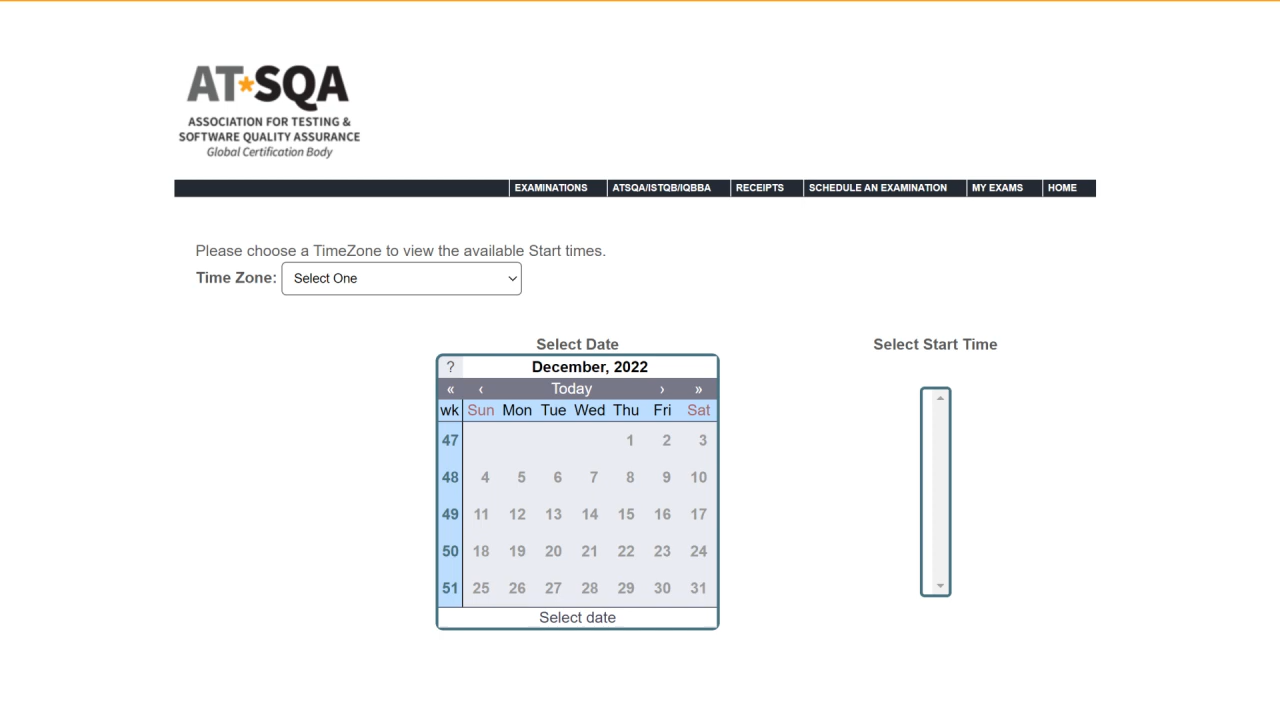 AT*SQA
ASSOCIATION FOR TESTING &
SOFTWARE QUALITY ASSURANCE
Global Certification Body
EXAMINATIONS ATSQA/ISTQB/IQBBA RECEIPTS SCHEDULE AN EXAMINATION MY EXAMS HOME
Please choose a TimeZone to view the available Start times.
Time Zone: Select One
Select Date
Select Start Time
? December, 2022
« ‹ Today › »
wk Sun Mon Tue Wed Thu Fri Sat
47 1 2 3
48 4 5 6 7 8 9 10
49 11 12 13 14 15 16 17
50 18 19 20 21 22 23 24
51 25 26 27 28 29 30 31
Select date